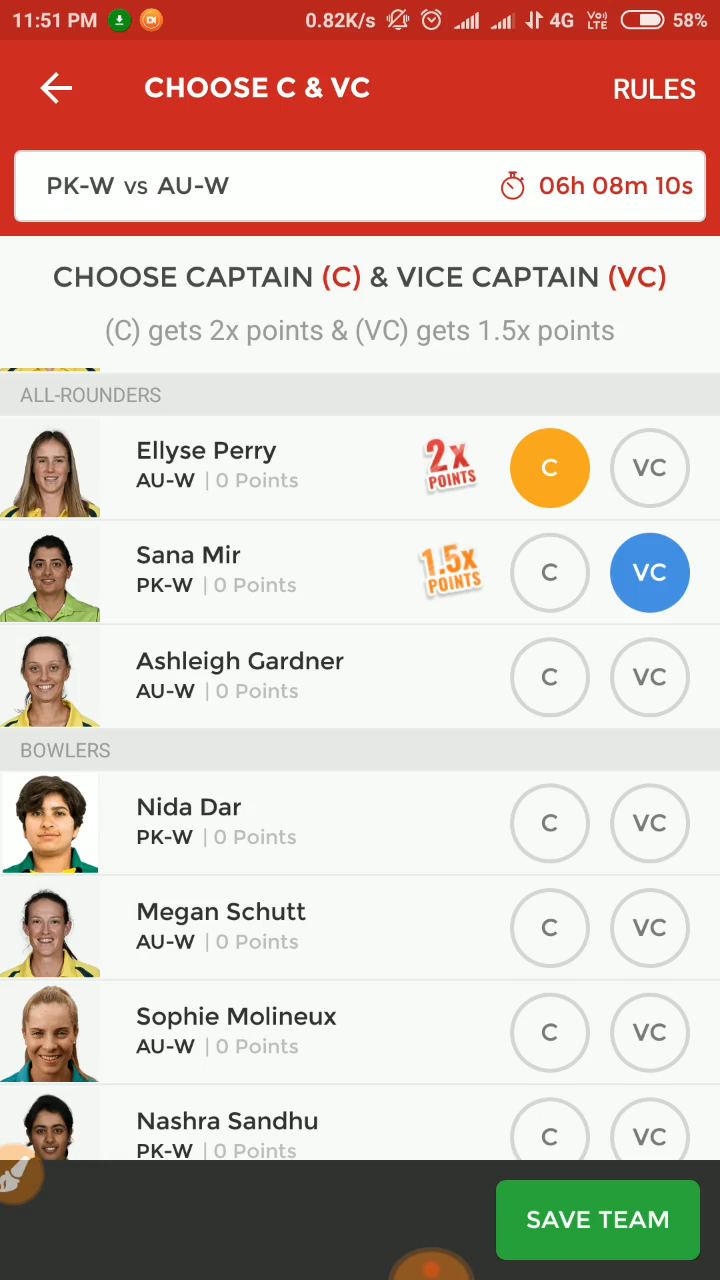 11:51 PM 0.82K/s 4G Vo) LTE 58%
CHOOSE C & VC RULES
PK-W vs AU-W 06h 08m 10s
CHOOSE CAPTAIN (C) & VICE CAPTAIN (VC)
(C) gets 2x points & (VC) gets 1.5x points
ALL-ROUNDERS
Ellyse Perry
AU-W | 0 Points
2x POINTS
C VC
Sana Mir
PK-W | 0 Points
1.5x POINTS
C VC
Ashleigh Gardner
AU-W | 0 Points
C VC
BOWLERS
Nida Dar
PK-W | 0 Points
C VC
Megan Schutt
AU-W | 0 Points
C VC
Sophie Molineux
AU-W | 0 Points
C VC
Nashra Sandhu
PK-W | 0 Points
C VC
SAVE TEAM